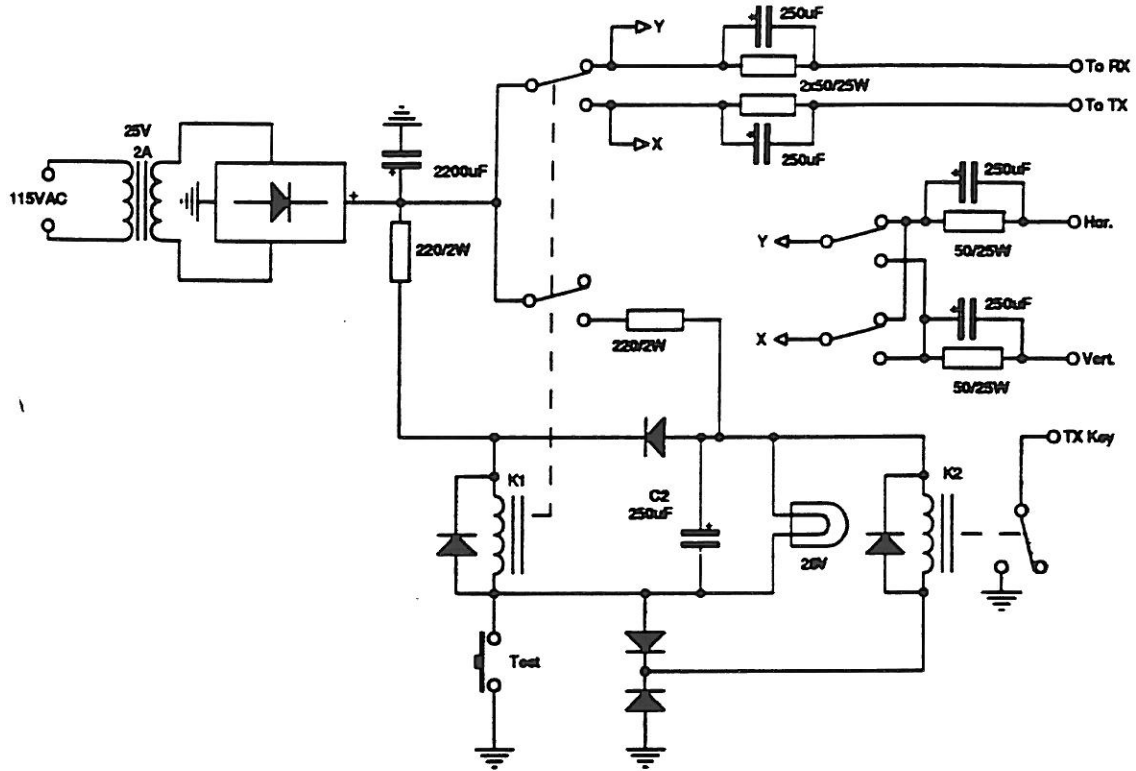 250uF
Y
To RX
2x50/25W
To TX
X
250uF
25V
2A
115VAC
+
2200uF
+
220/2W
220/2W
250uF
Y
Hor.
50/25W
250uF
X
Vert.
50/25W
TX Key
K1
K2
C2
250uF
+
28V
Test